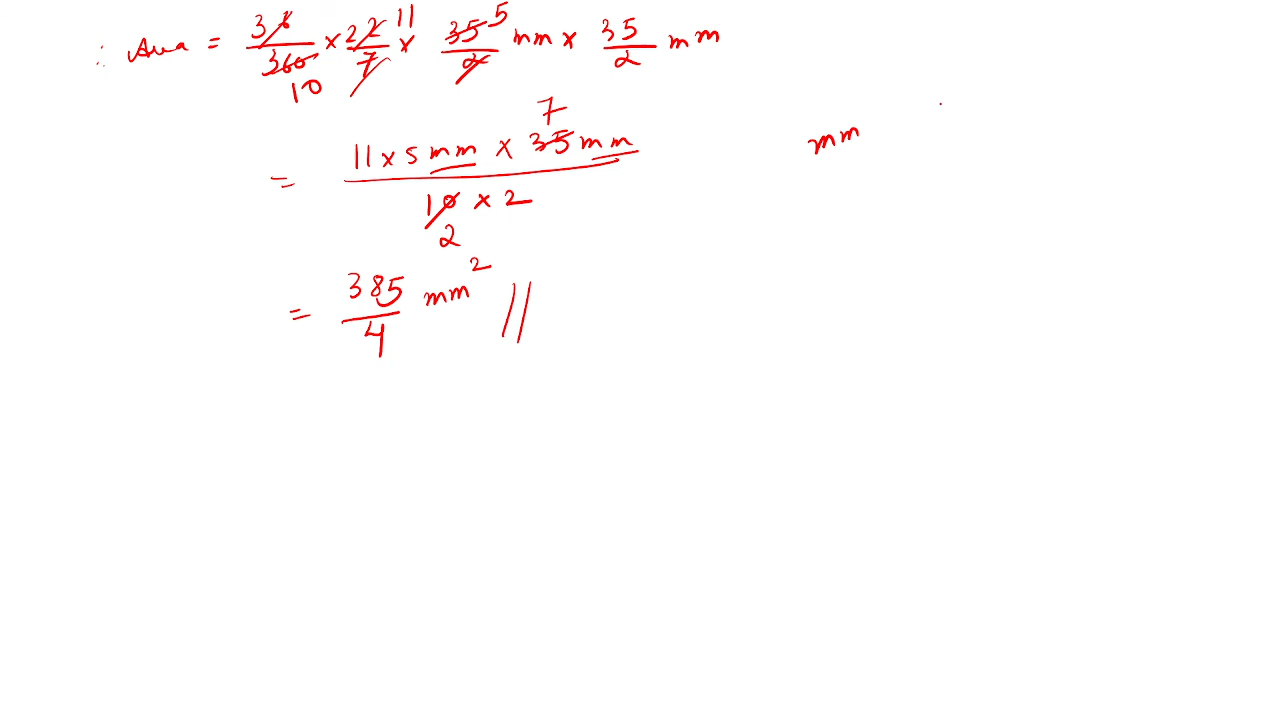 ∴ Area = 36/360 10 × 22/7 11 × 35/2 5 mm × 35/2 mm
= 11 × 5 mm × 35 7 mm / 10 2 × 2
mm
= 385/4 mm² //